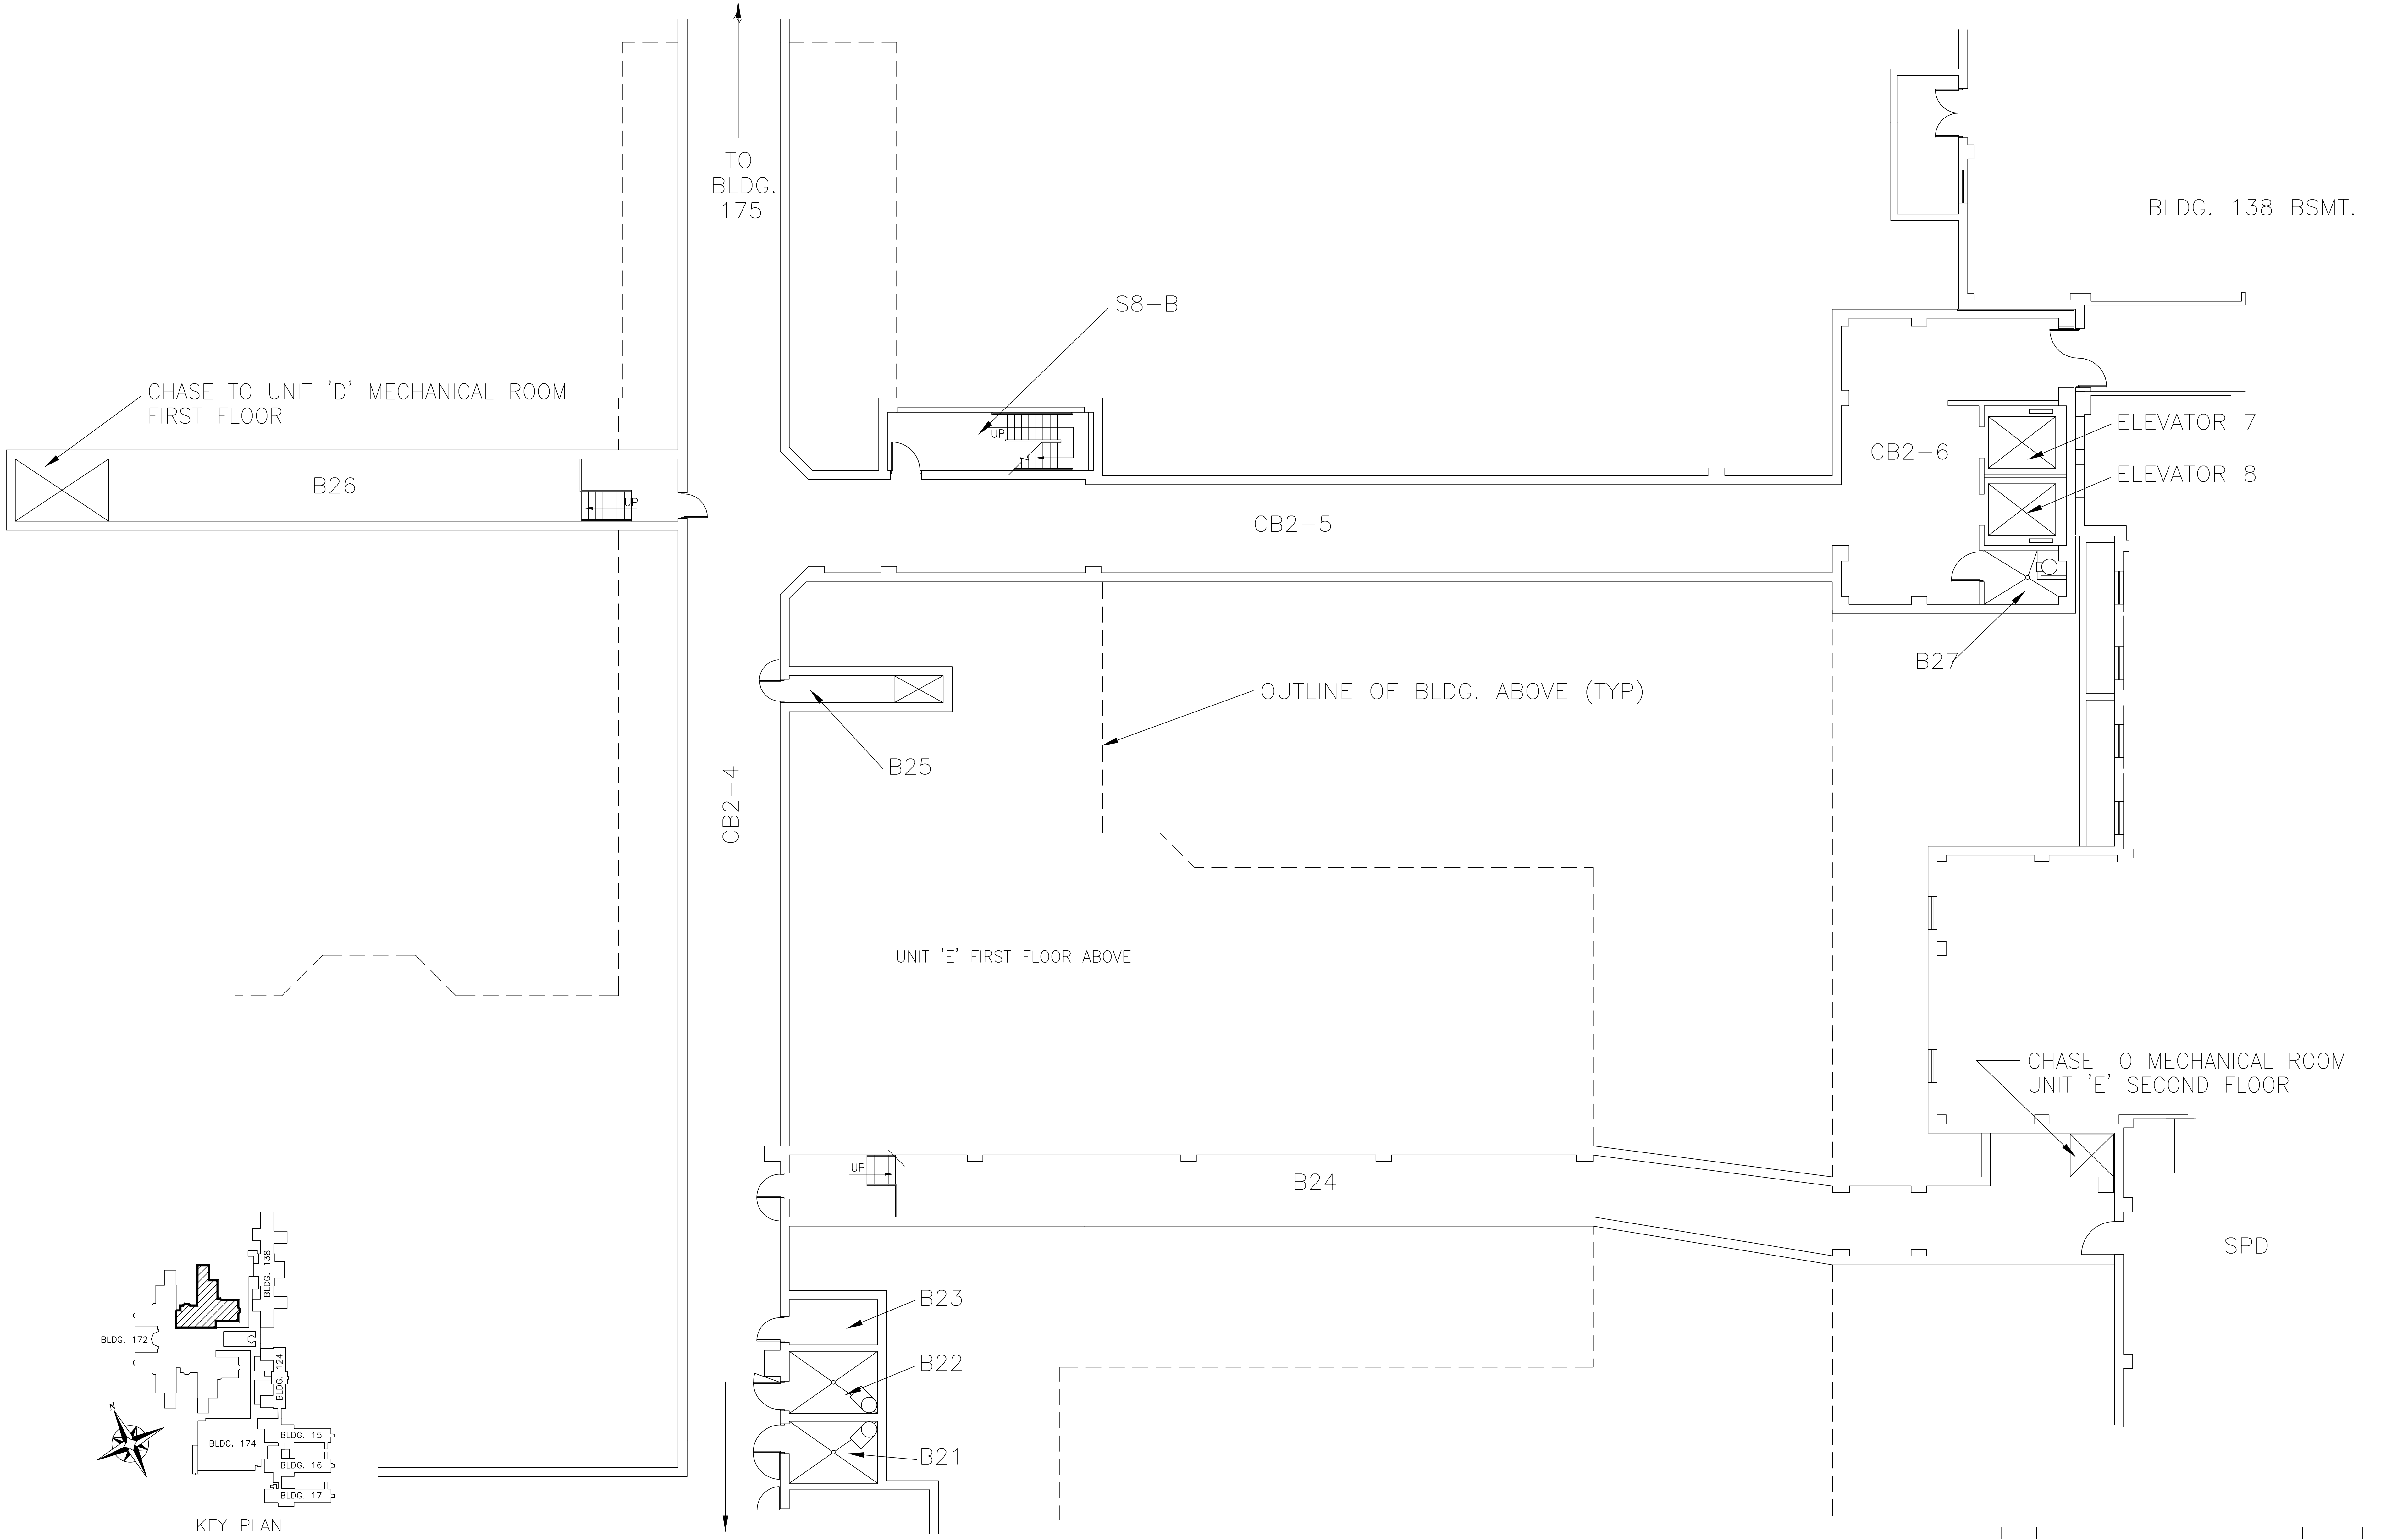 TO
BLDG.
175
BLDG. 138 BSMT.
S8-B
CHASE TO UNIT 'D' MECHANICAL ROOM
FIRST FLOOR
UP
ELEVATOR 7
CB2-6
ELEVATOR 8
B26
UP
CB2-5
B27
OUTLINE OF BLDG. ABOVE (TYP)
B25
CB2-4
UNIT 'E' FIRST FLOOR ABOVE
CHASE TO MECHANICAL ROOM
UNIT 'E' SECOND FLOOR
UP
B24
SPD
B23
B22
B21
BLDG. 138
BLDG. 172
C
BLDG. 124
N
BLDG. 174
BLDG. 15
BLDG. 16
BLDG. 17
KEY PLAN